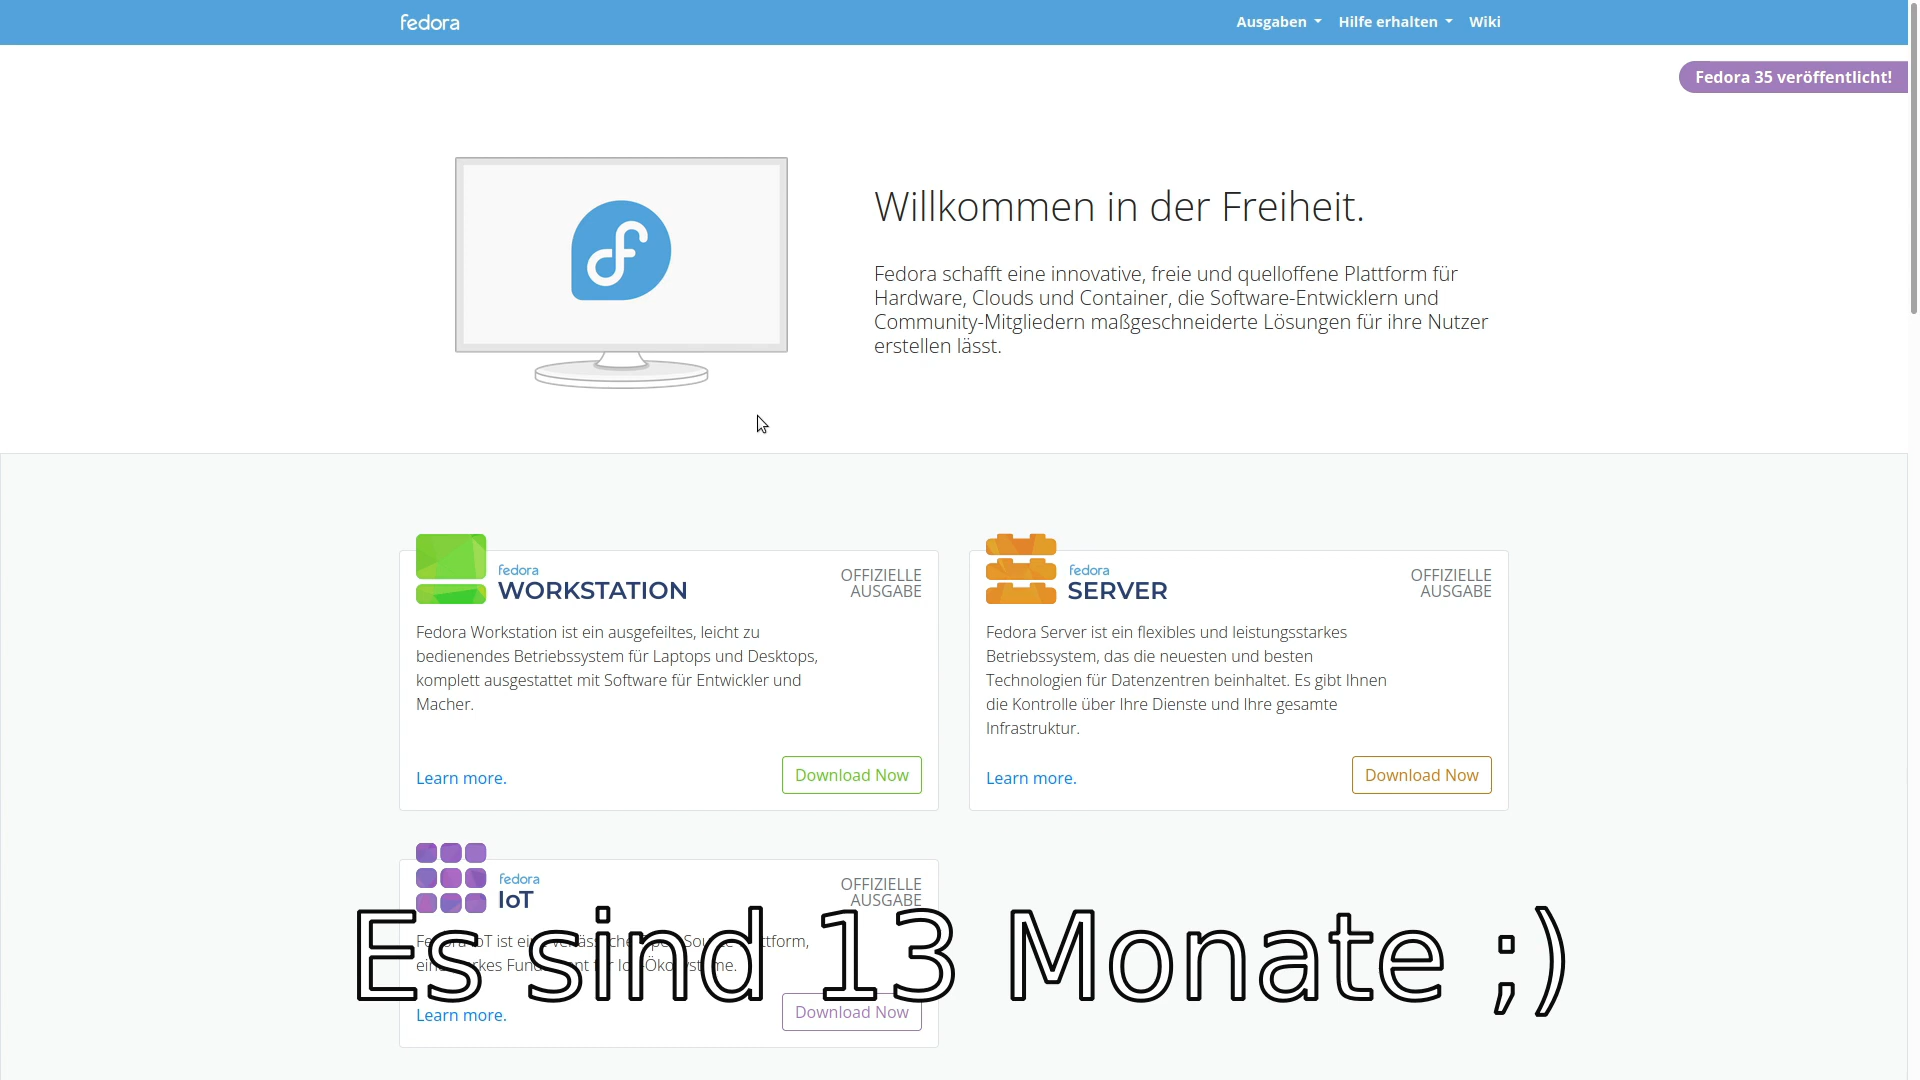 fedora
Ausgaben
Hilfe erhalten
Wiki
Fedora 35 veröffentlicht!
Willkommen in der Freiheit.
Fedora schafft eine innovative, freie und quelloffene Plattform für
Hardware, Clouds und Container, die Software-Entwicklern und
Community-Mitgliedern maßgeschneiderte Lösungen für ihre Nutzer
erstellen lässt.
fedora
WORKSTATION
OFFIZIELLE
AUSGABE
Fedora Workstation ist ein ausgefeiltes, leicht zu
bedienendes Betriebssystem für Laptops und Desktops,
komplett ausgestattet mit Software für Entwickler und
Macher.
Learn more.
Download Now
fedora
SERVER
OFFIZIELLE
AUSGABE
Fedora Server ist ein flexibles und leistungsstarkes
Betriebssystem, das die neuesten und besten
Technologien für Datenzentren beinhaltet. Es gibt Ihnen
die Kontrolle über Ihre Dienste und Ihre gesamte
Infrastruktur.
Learn more.
Download Now
fedora
IoT
OFFIZIELLE
AUSGABE
ist
Learn more.
Download Now
Es sind 13 Monate ;)